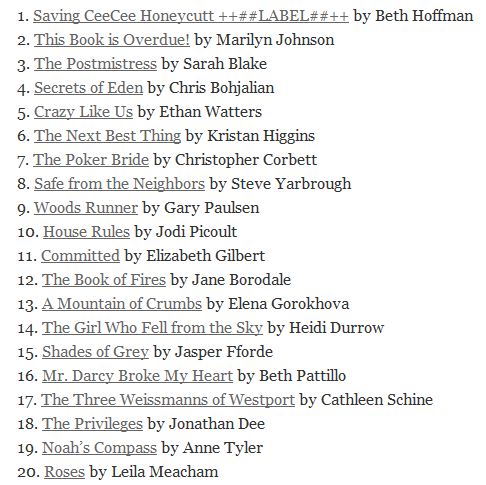 1. Saving CeeCee Honeycutt ++##LABEL##++ by Beth Hoffman
2. This Book is Overdue! by Marilyn Johnson
3. The Postmistress by Sarah Blake
4. Secrets of Eden by Chris Bohjalian
5. Crazy Like Us by Ethan Watters
6. The Next Best Thing by Kristan Higgins
7. The Poker Bride by Christopher Corbett
8. Safe from the Neighbors by Steve Yarbrough
9. Woods Runner by Gary Paulsen
10. House Rules by Jodi Picoult
11. Committed by Elizabeth Gilbert
12. The Book of Fires by Jane Borodale
13. A Mountain of Crumbs by Elena Gorokhova
14. The Girl Who Fell from the Sky by Heidi Durrow
15. Shades of Grey by Jasper Fforde
16. Mr. Darcy Broke My Heart by Beth Pattillo
17. The Three Weissmanns of Westport by Cathleen Schine
18. The Privileges by Jonathan Dee
19. Noah’s Compass by Anne Tyler
20. Roses by Leila Meacham